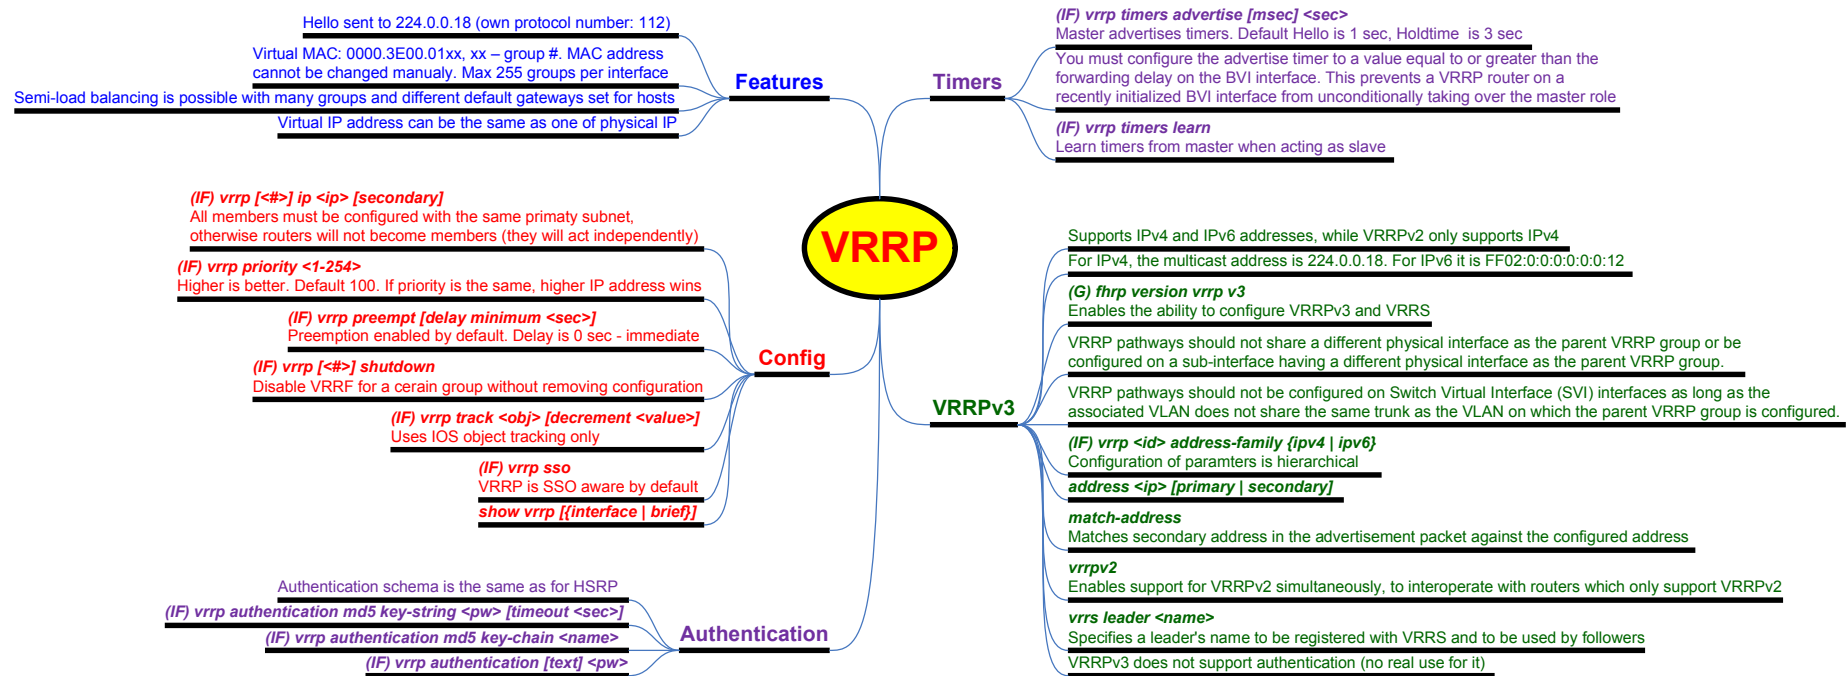 VRRP
Features
Hello sent to 224.0.0.18 (own protocol number: 112)
Virtual MAC: 0000.3E00.01xx, xx – group #. MAC address
cannot be changed manualy. Max 255 groups per interface
Semi-load balancing is possible with many groups and different default gateways set for hosts
Virtual IP address can be the same as one of physical IP
Config
(IF) vrrp [<#>] ip <ip> [secondary]
All members must be configured with the same primaty subnet,
otherwise routers will not become members (they will act independently)
(IF) vrrp priority <1-254>
Higher is better. Default 100. If priority is the same, higher IP address wins
(IF) vrrp preempt [delay minimum <sec>]
Preemption enabled by default. Delay is 0 sec - immediate
(IF) vrrp [<#>] shutdown
Disable VRRF for a cerain group without removing configuration
(IF) vrrp track <obj> [decrement <value>]
Uses IOS object tracking only
(IF) vrrp sso
VRRP is SSO aware by default
show vrrp [{interface | brief}]
Authentication
Authentication schema is the same as for HSRP
(IF) vrrp authentication md5 key-string <pw> [timeout <sec>]
(IF) vrrp authentication md5 key-chain <name>
(IF) vrrp authentication [text] <pw>
Timers
(IF) vrrp timers advertise [msec] <sec>
Master advertises timers. Default Hello is 1 sec, Holdtime is 3 sec
You must configure the advertise timer to a value equal to or greater than the
forwarding delay on the BVI interface. This prevents a VRRP router on a
recently initialized BVI interface from unconditionally taking over the master role
(IF) vrrp timers learn
Learn timers from master when acting as slave
VRRPv3
Supports IPv4 and IPv6 addresses, while VRRPv2 only supports IPv4
For IPv4, the multicast address is 224.0.0.18. For IPv6 it is FF02:0:0:0:0:0:0:12
(G) fhrp version vrrp v3
Enables the ability to configure VRRPv3 and VRRS
VRRP pathways should not share a different physical interface as the parent VRRP group or be
configured on a sub-interface having a different physical interface as the parent VRRP group.
VRRP pathways should not be configured on Switch Virtual Interface (SVI) interfaces as long as the
associated VLAN does not share the same trunk as the VLAN on which the parent VRRP group is configured.
(IF) vrrp <id> address-family {ipv4 | ipv6}
Configuration of paramters is hierarchical
address <ip> [primary | secondary]
match-address
Matches secondary address in the advertisement packet against the configured address
vrrpv2
Enables support for VRRPv2 simultaneously, to interoperate with routers which only support VRRPv2
vrrs leader <name>
Specifies a leader's name to be registered with VRRS and to be used by followers
VRRPv3 does not support authentication (no real use for it)